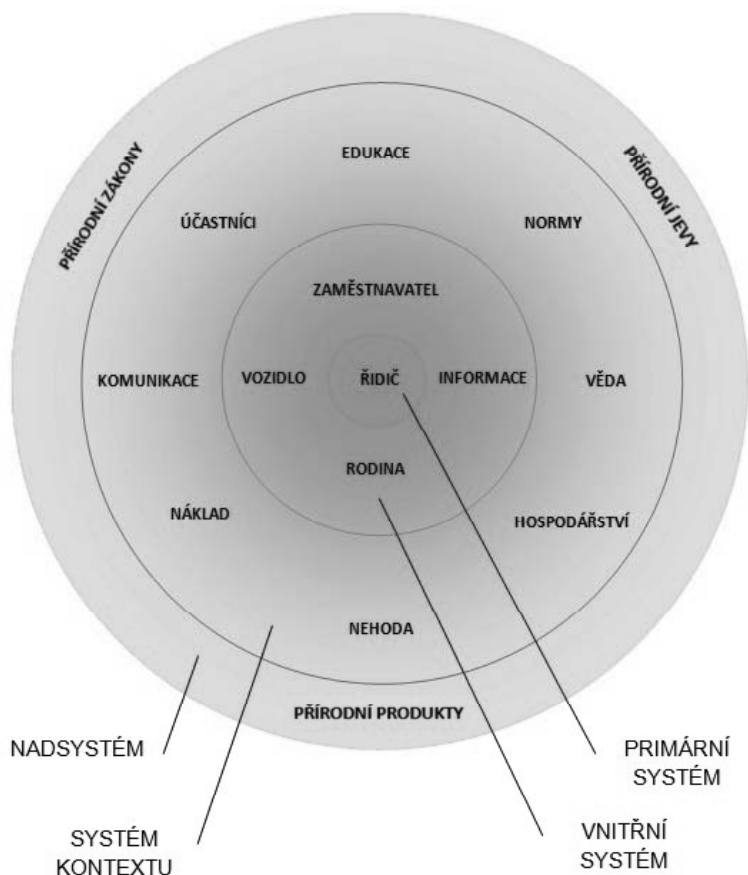 EDUKACE
PŘÍRODNÍ ZÁKONY
PŘÍRODNÍ JEVY
ÚČASTNÍCI
NORMY
ZAMĚSTNAVATEL
KOMUNIKACE
VOZIDLO
ŘIDIČ
INFORMACE
VĚDA
RODINA
NÁKLAD
HOSPODÁŘSTVÍ
NEHODA
PŘÍRODNÍ PRODUKTY
NADSYSTÉM
PRIMÁRNÍ
SYSTÉM
SYSTÉM
KONTEXTU
VNITŘNÍ
SYSTÉM